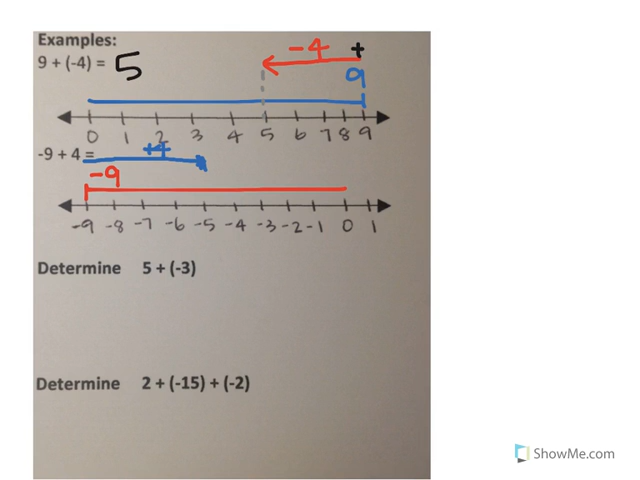 Examples:
-4 +
9 + (-4) = 5
9
0 1 2 3 4 5 6 7 8 9
-9 + 4 =
+4
-9
-9 -8 -7 -6 -5 -4 -3 -2 -1 0 1
Determine 5 + (-3)
Determine 2 + (-15) + (-2)
ShowMe.com